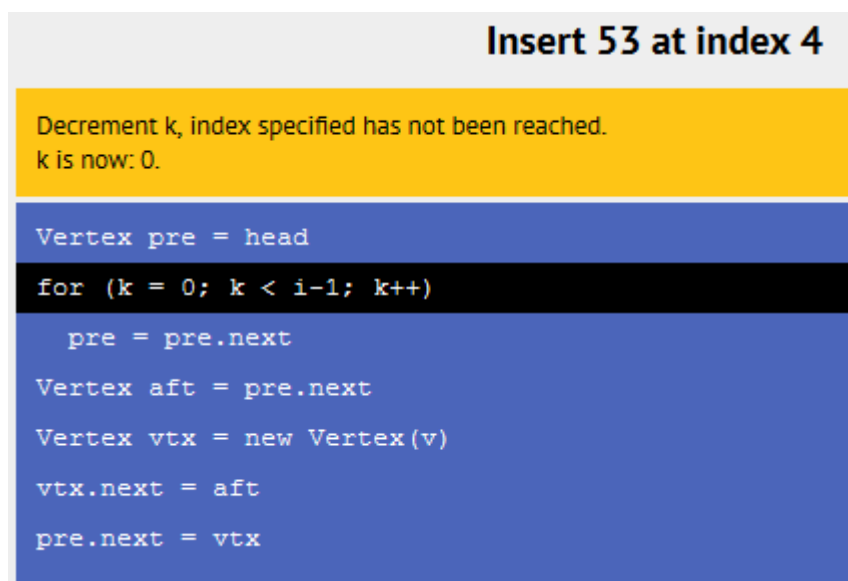 Insert 53 at index 4
Decrement k, index specified has not been reached.
k is now: 0.
Vertex pre = head
for (k = 0; k < i-1; k++)
pre = pre.next
Vertex aft = pre.next
Vertex vtx = new Vertex(v)
vtx.next = aft
pre.next = vtx